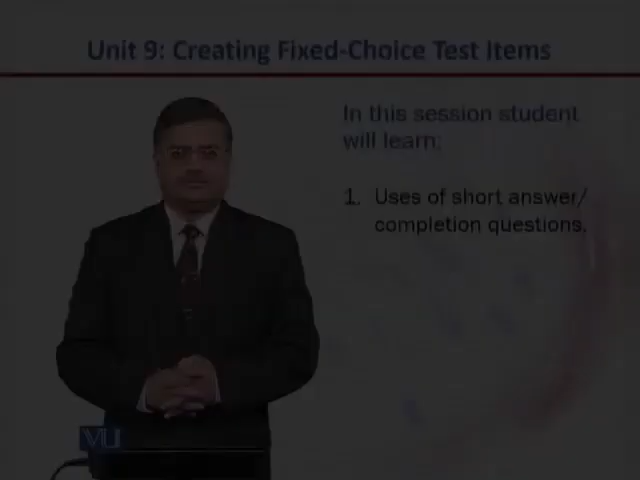 Unit 9: Creating Fixed-Choice Test Items
In this session student
will learn:
1. Uses of short answer/
completion questions.
VU